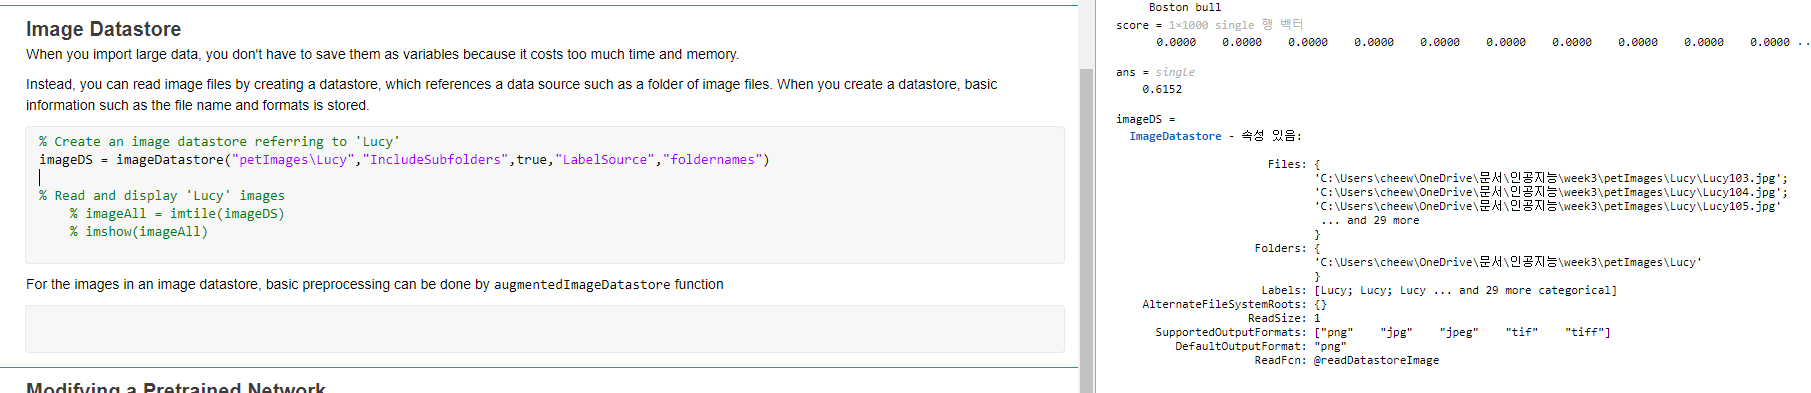 Image Datastore
When you import large data, you don't have to save them as variables because it costs too much time and memory.
Instead, you can read image files by creating a datastore, which references a data source such as a folder of image files. When you create a datastore, basic
information such as the file name and formats is stored.
% Create an image datastore referring to 'Lucy'
imageDS = imageDatastore("petImages\Lucy","IncludeSubfolders",true,"LabelSource","foldernames")
% Read and display 'Lucy' images
% imageAll = imtile(imageDS)
% imshow(imageAll)
For the images in an image datastore, basic preprocessing can be done by augmentedImageDatastore function
Modifying a Pretrained Network
Boston bull
score = 1×1000 single 행 벡터
0.0000 0.0000 0.0000 0.0000 0.0000 0.0000 0.0000 0.0000 0.0000 0.0000 ..
ans = single
0.6152
imageDS =
ImageDatastore - 속성 있음:
Files: {
'C:\Users\cheew\OneDrive\문서\인공지능\week3\petImages\Lucy\Lucy103.jpg';
'C:\Users\cheew\OneDrive\문서\인공지능\week3\petImages\Lucy\Lucy104.jpg';
'C:\Users\cheew\OneDrive\문서\인공지능\week3\petImages\Lucy\Lucy105.jpg'
... and 29 more
}
Folders: {
'C:\Users\cheew\OneDrive\문서\인공지능\week3\petImages\Lucy'
}
Labels: [Lucy; Lucy; Lucy ... and 29 more categorical]
AlternateFileSystemRoots: {}
ReadSize: 1
SupportedOutputFormats: ["png" "jpg" "jpeg" "tif" "tiff"]
DefaultOutputFormat: "png"
ReadFcn: @readDatastoreImage